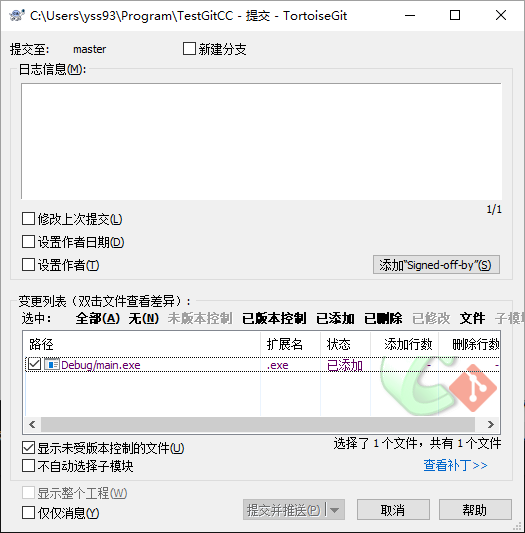 C:\Users\yss93\Program\TestGitCC - 提交 - TortoiseGit
提交至: master 新建分支
日志信息(M):
1/1
修改上次提交(L)
设置作者日期(D)
设置作者(T) 添加"Signed-off-by"(S)
变更列表（双击文件查看差异）:
选中: 全部(A) 无(N) 未版本控制 已版本控制 已添加 已删除 已修改 文件 子模
路径 扩展名 状态 添加行数 删除行数
Debug/main.exe .exe 已添加 - -
显示未受版本控制的文件(U) 选择了 1 个文件，共有 1 个文件
不自动选择子模块 查看补丁>>
显示整个工程(W)
仅仅消息(Y) 提交并推送(P) 取消 帮助